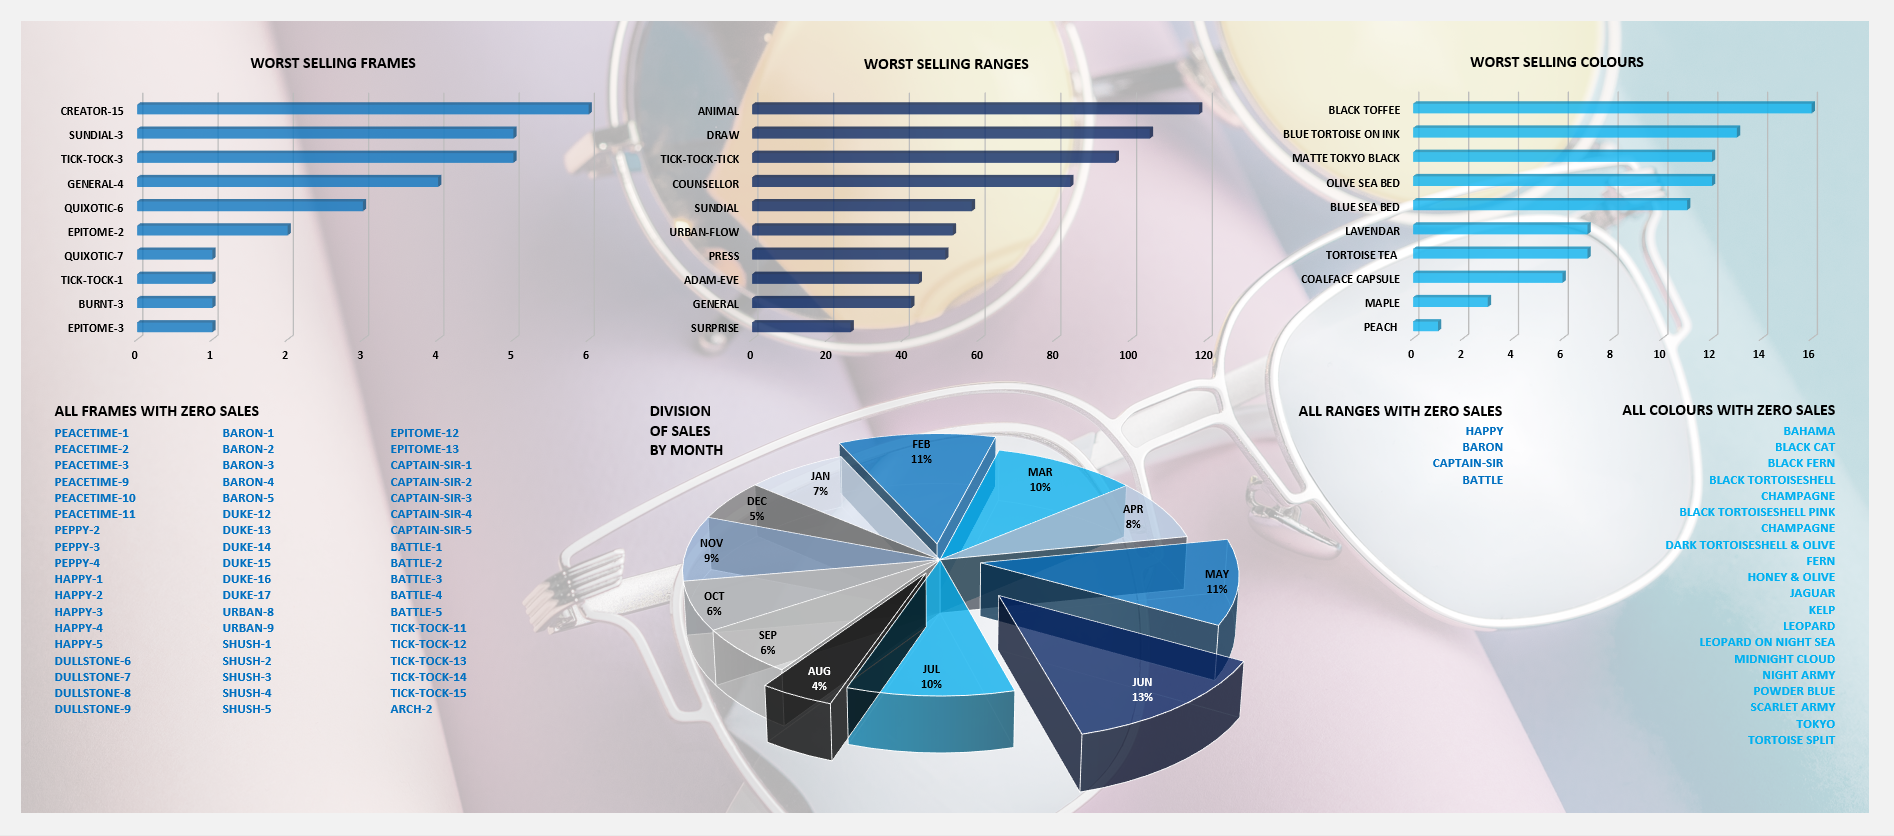 WORST SELLING FRAMES
CREATOR-15
SUNDIAL-3
TICK-TOCK-3
GENERAL-4
QUIXOTIC-6
EPITOME-2
QUIXOTIC-7
TICK-TOCK-1
BURNT-3
EPITOME-3
0 1 2 3 4 5 6
WORST SELLING RANGES
ANIMAL
DRAW
TICK-TOCK-TICK
COUNSELLOR
SUNDIAL
URBAN-FLOW
PRESS
ADAM-EVE
GENERAL
SURPRISE
0 20 40 60 80 100 120
WORST SELLING COLOURS
BLACK TOFFEE
BLUE TORTOISE ON INK
MATTE TOKYO BLACK
OLIVE SEA BED
BLUE SEA BED
LAVENDAR
TORTOISE TEA
COALFACE CAPSULE
MAPLE
PEACH
0 2 4 6 8 10 12 14 16
ALL FRAMES WITH ZERO SALES
PEACETIME-1
PEACETIME-2
PEACETIME-3
PEACETIME-9
PEACETIME-10
PEACETIME-11
PEPPY-2
PEPPY-3
PEPPY-4
HAPPY-1
HAPPY-2
HAPPY-3
HAPPY-4
HAPPY-5
DULLSTONE-6
DULLSTONE-7
DULLSTONE-8
DULLSTONE-9
BARON-1
BARON-2
BARON-3
BARON-4
BARON-5
DUKE-12
DUKE-13
DUKE-14
DUKE-15
DUKE-16
DUKE-17
URBAN-8
URBAN-9
SHUSH-1
SHUSH-2
SHUSH-3
SHUSH-4
SHUSH-5
EPITOME-12
EPITOME-13
CAPTAIN-SIR-1
CAPTAIN-SIR-2
CAPTAIN-SIR-3
CAPTAIN-SIR-4
CAPTAIN-SIR-5
BATTLE-1
BATTLE-2
BATTLE-3
BATTLE-4
BATTLE-5
TICK-TOCK-11
TICK-TOCK-12
TICK-TOCK-13
TICK-TOCK-14
TICK-TOCK-15
ARCH-2
DIVISION
OF SALES
BY MONTH
JAN
7%
FEB
11%
MAR
10%
APR
8%
MAY
11%
JUN
13%
JUL
10%
AUG
4%
SEP
6%
OCT
6%
NOV
9%
DEC
5%
ALL RANGES WITH ZERO SALES
HAPPY
BARON
CAPTAIN-SIR
BATTLE
ALL COLOURS WITH ZERO SALES
BAHAMA
BLACK CAT
BLACK FERN
BLACK TORTOISESHELL
CHAMPAGNE
BLACK TORTOISESHELL PINK
CHAMPAGNE
DARK TORTOISESHELL & OLIVE
FERN
HONEY & OLIVE
JAGUAR
KELP
LEOPARD
LEOPARD ON NIGHT SEA
MIDNIGHT CLOUD
NIGHT ARMY
POWDER BLUE
SCARLET ARMY
TOKYO
TORTOISE SPLIT